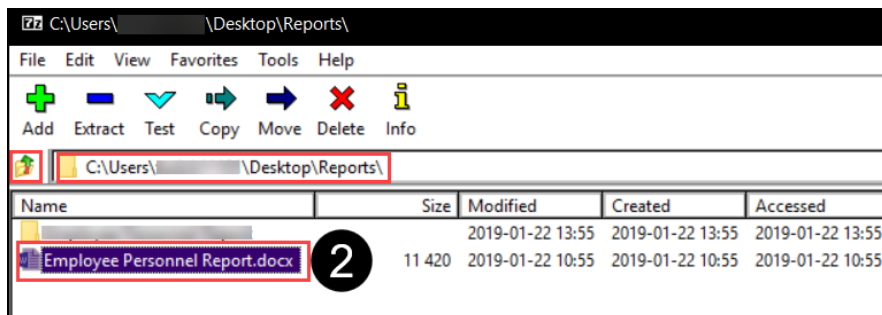 C:\Users\ \Desktop\Reports\
File Edit View Favorites Tools Help
Add Extract Test Copy Move Delete Info
C:\Users\ \Desktop\Reports\
Name Size Modified Created Accessed
2019-01-22 13:55 2019-01-22 13:55 2019-01-22 13:55
Employee Personnel Report.docx 2 11 420 2019-01-22 10:55 2019-01-22 10:55 2019-01-22 10:55